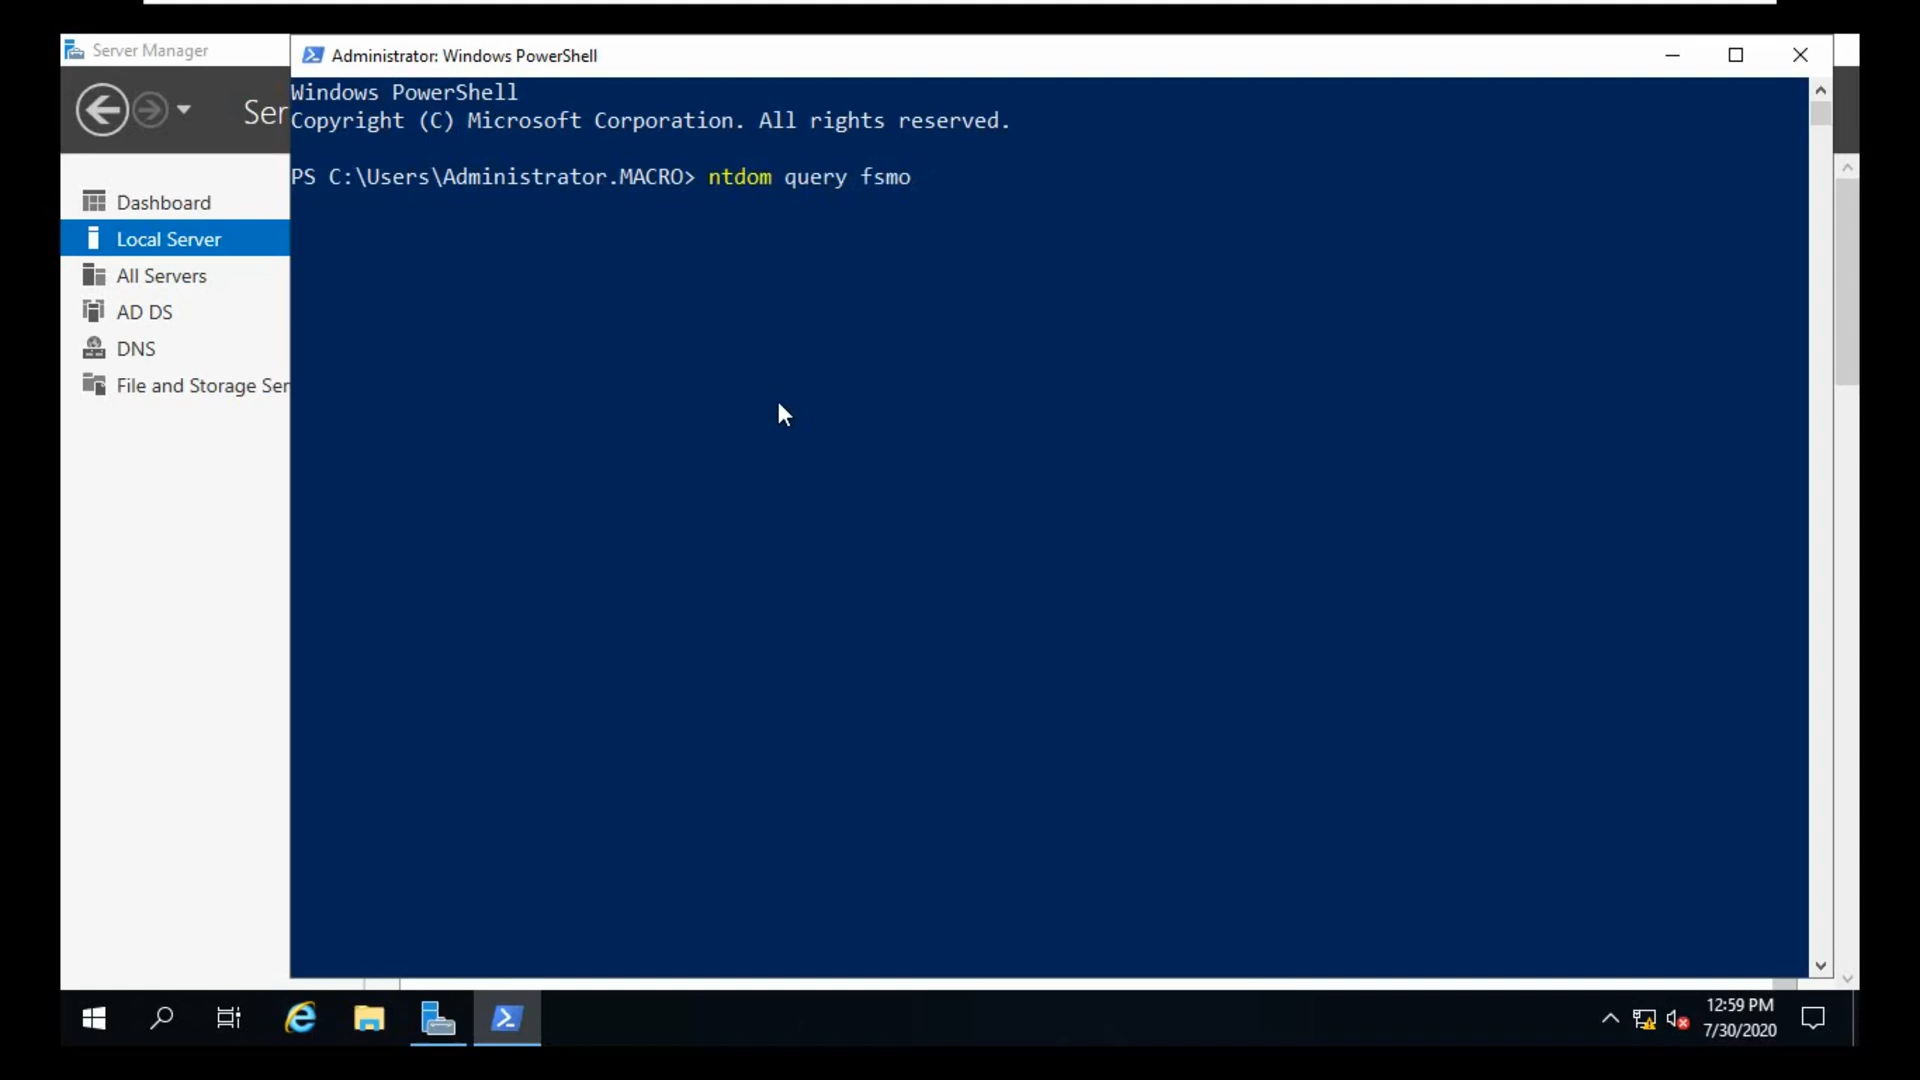 Server Manager
Administrator: Windows PowerShell
Ser
Windows PowerShell
Copyright (C) Microsoft Corporation. All rights reserved.
PS C:\Users\Administrator.MACRO> ntdom query fsmo
Dashboard
Local Server
All Servers
AD DS
DNS
File and Storage Ser
12:59 PM
7/30/2020